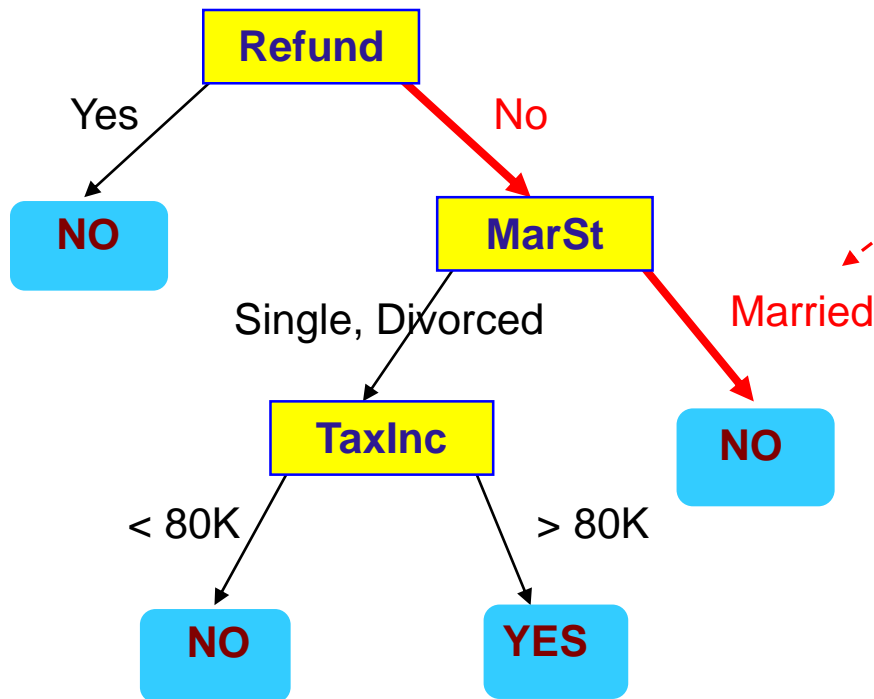 Refund
Yes
No
NO
MarSt
Single, Divorced
Married
TaxInc
NO
< 80K
> 80K
NO
YES